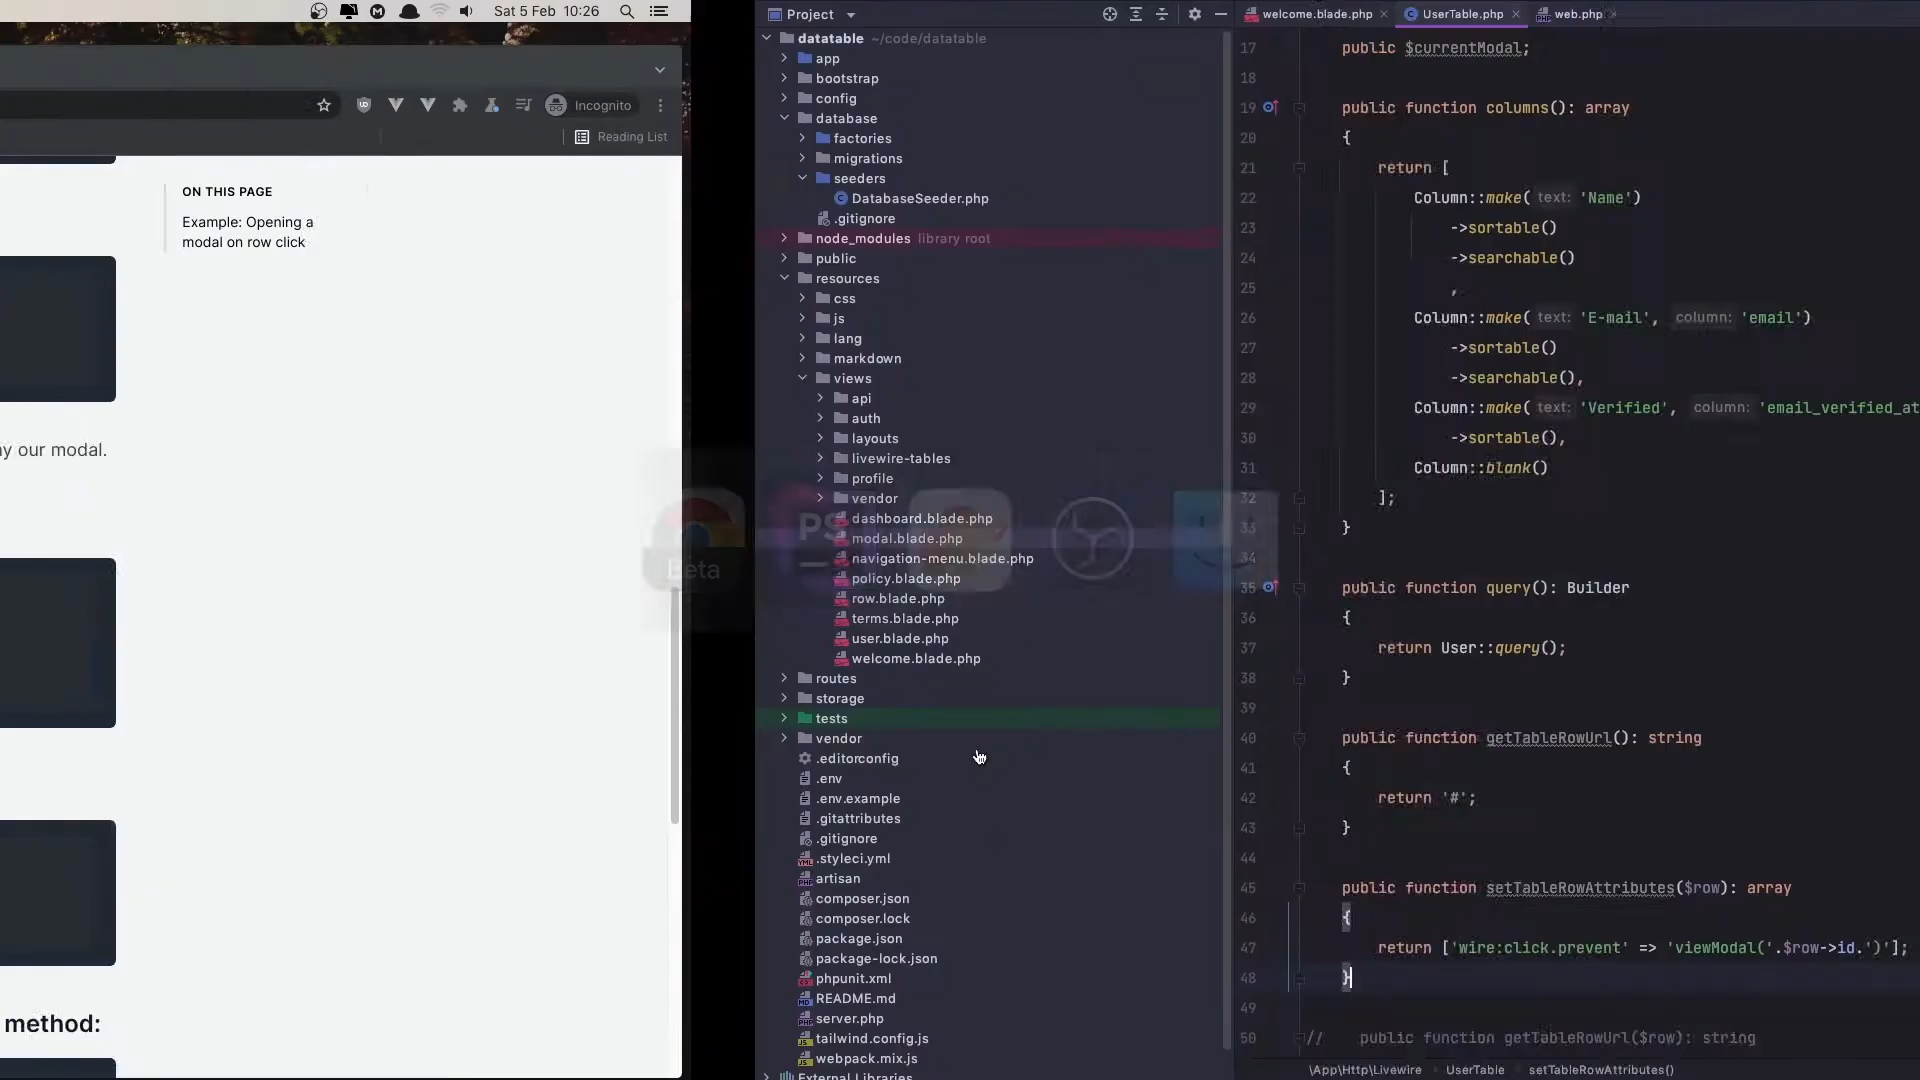 Sat 5 Feb 10:26
Incognito
Reading List
ON THIS PAGE
Example: Opening a
modal on row click
y our modal.
method:
Beta
PS
Project
datatable ~/code/datatable
app
bootstrap
config
database
factories
migrations
seeders
DatabaseSeeder.php
.gitignore
node_modules library root
public
resources
css
js
lang
markdown
views
api
auth
layouts
livewire-tables
profile
vendor
dashboard.blade.php
modal.blade.php
navigation-menu.blade.php
policy.blade.php
row.blade.php
terms.blade.php
user.blade.php
welcome.blade.php
routes
storage
tests
vendor
.editorconfig
.env
.env.example
.gitattributes
.gitignore
.styleci.yml
artisan
composer.json
composer.lock
package.json
package-lock.json
phpunit.xml
README.md
server.php
tailwind.config.js
webpack.mix.js
External Libraries
welcome.blade.php UserTable.php web.php
17 public $currentModal;
18
19 public function columns(): array
20 {
21 return [
22 Column::make( text: 'Name')
23 ->sortable()
24 ->searchable()
25 ,
26 Column::make( text: 'E-mail', column: 'email')
27 ->sortable()
28 ->searchable(),
29 Column::make( text: 'Verified', column: 'email_verified_at
30 ->sortable(),
31 Column::blank()
32 ];
33 }
34
35 public function query(): Builder
36 {
37 return User::query();
38 }
39
40 public function getTableRowUrl(): string
41 {
42 return '#';
43 }
44
45 public function setTableRowAttributes($row): array
46 {
47 return ['wire:click.prevent' => 'viewModal('.$row->id.')'];
48 }
49
50 // public function getTableRowUrl($row): string
\App\Http\Livewire UserTable setTableRowAttributes()